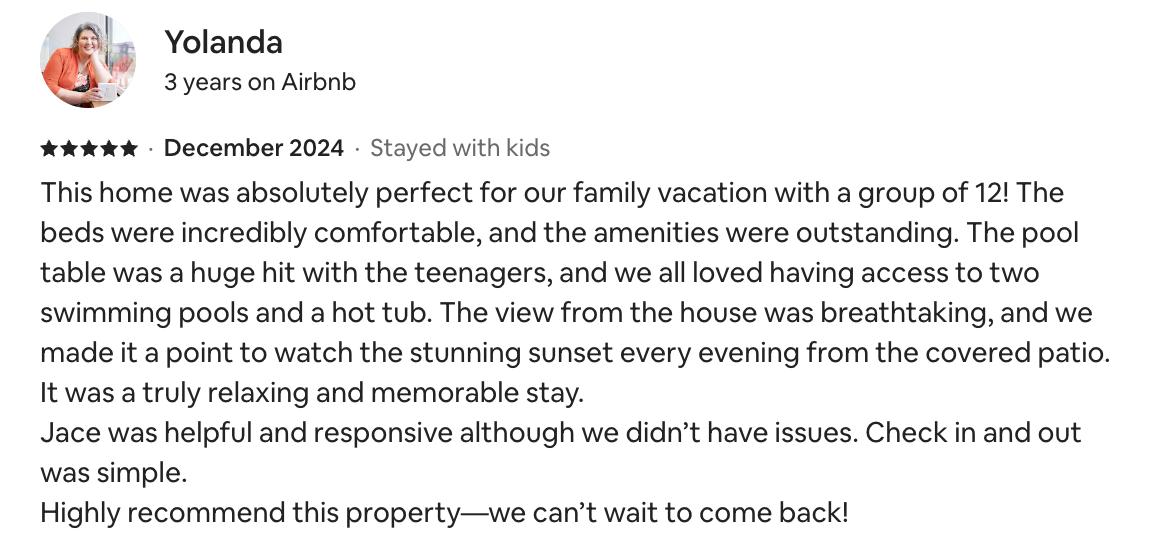 Yolanda
3 years on Airbnb
★★★★★ · December 2024 · Stayed with kids
This home was absolutely perfect for our family vacation with a group of 12! The
beds were incredibly comfortable, and the amenities were outstanding. The pool
table was a huge hit with the teenagers, and we all loved having access to two
swimming pools and a hot tub. The view from the house was breathtaking, and we
made it a point to watch the stunning sunset every evening from the covered patio.
It was a truly relaxing and memorable stay.
Jace was helpful and responsive although we didn’t have issues. Check in and out
was simple.
Highly recommend this property—we can’t wait to come back!